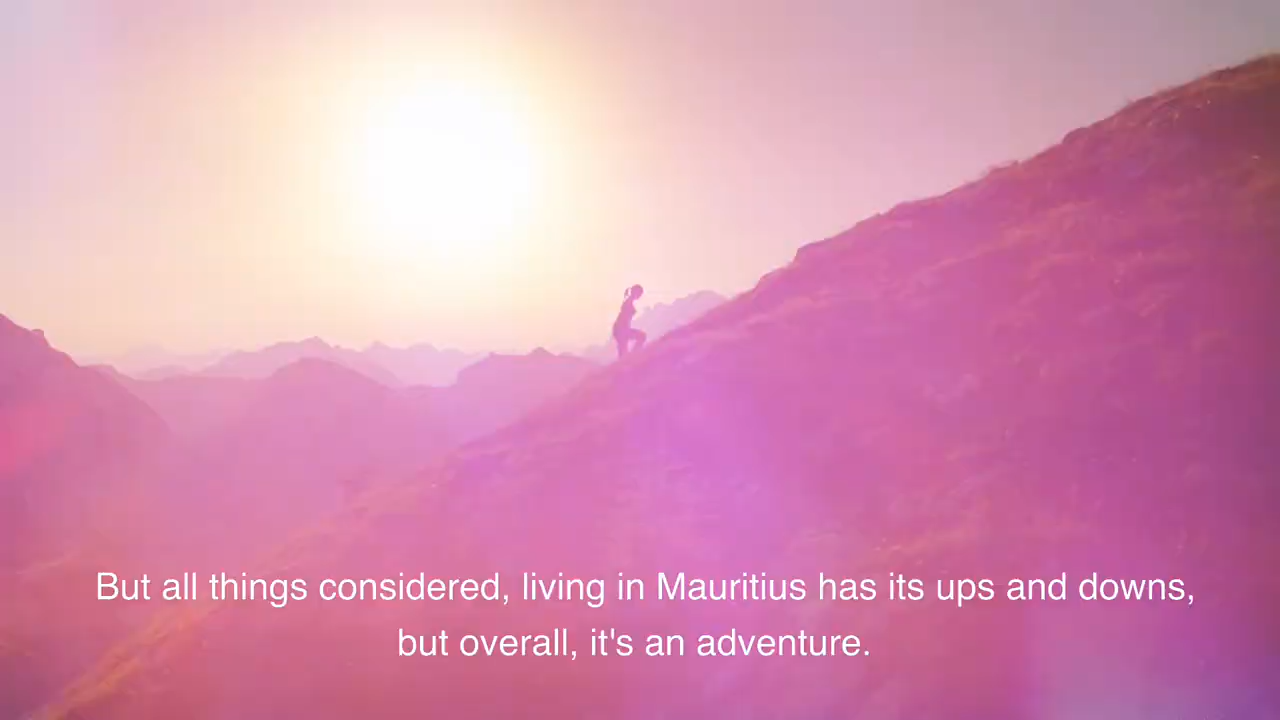 But all things considered, living in Mauritius has its ups and downs,
but overall, it's an adventure.